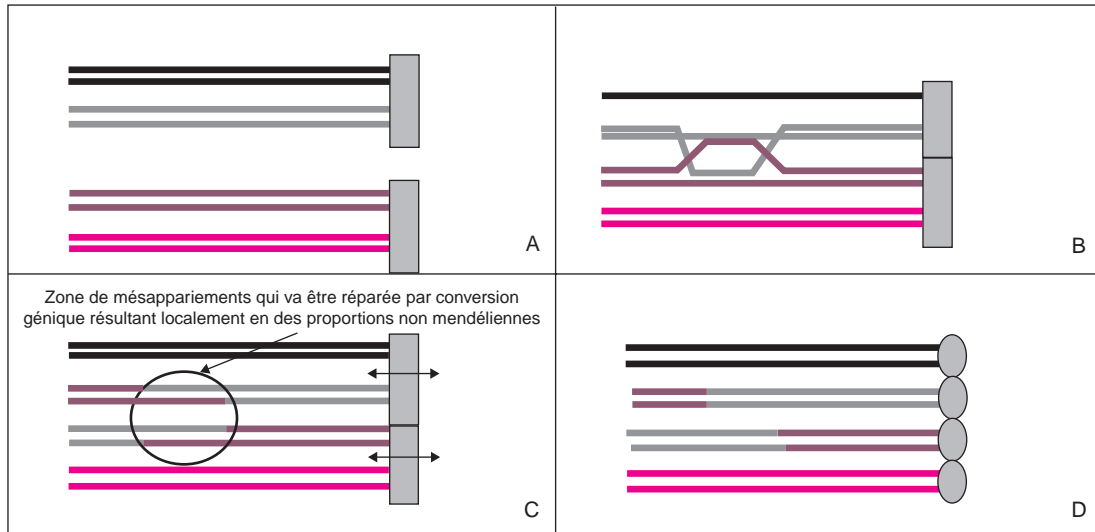 A
B
Zone de mésappariements qui va être réparée par conversion
génique résultant localement en des proportions non mendéliennes
C
D